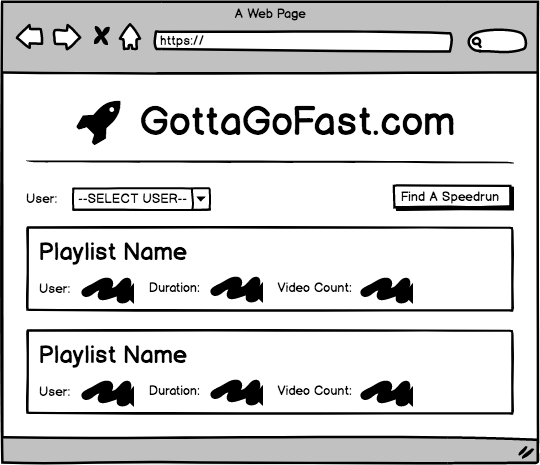 A Web Page
https://
GottaGoFast.com
User: --SELECT USER-- Find A Speedrun
Playlist Name
User: Duration: Video Count:
Playlist Name
User: Duration: Video Count: